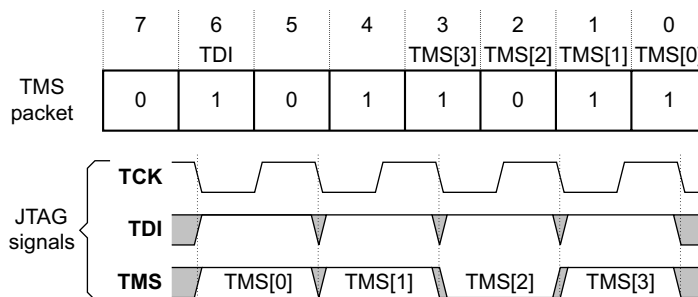 7 6 5 4 3 2 1 0
TDI TMS[3] TMS[2] TMS[1] TMS[0]
TMS
packet
0 1 0 1 1 0 1 1
TCK
JTAG
signals
TDI
TMS TMS[0] TMS[1] TMS[2] TMS[3]